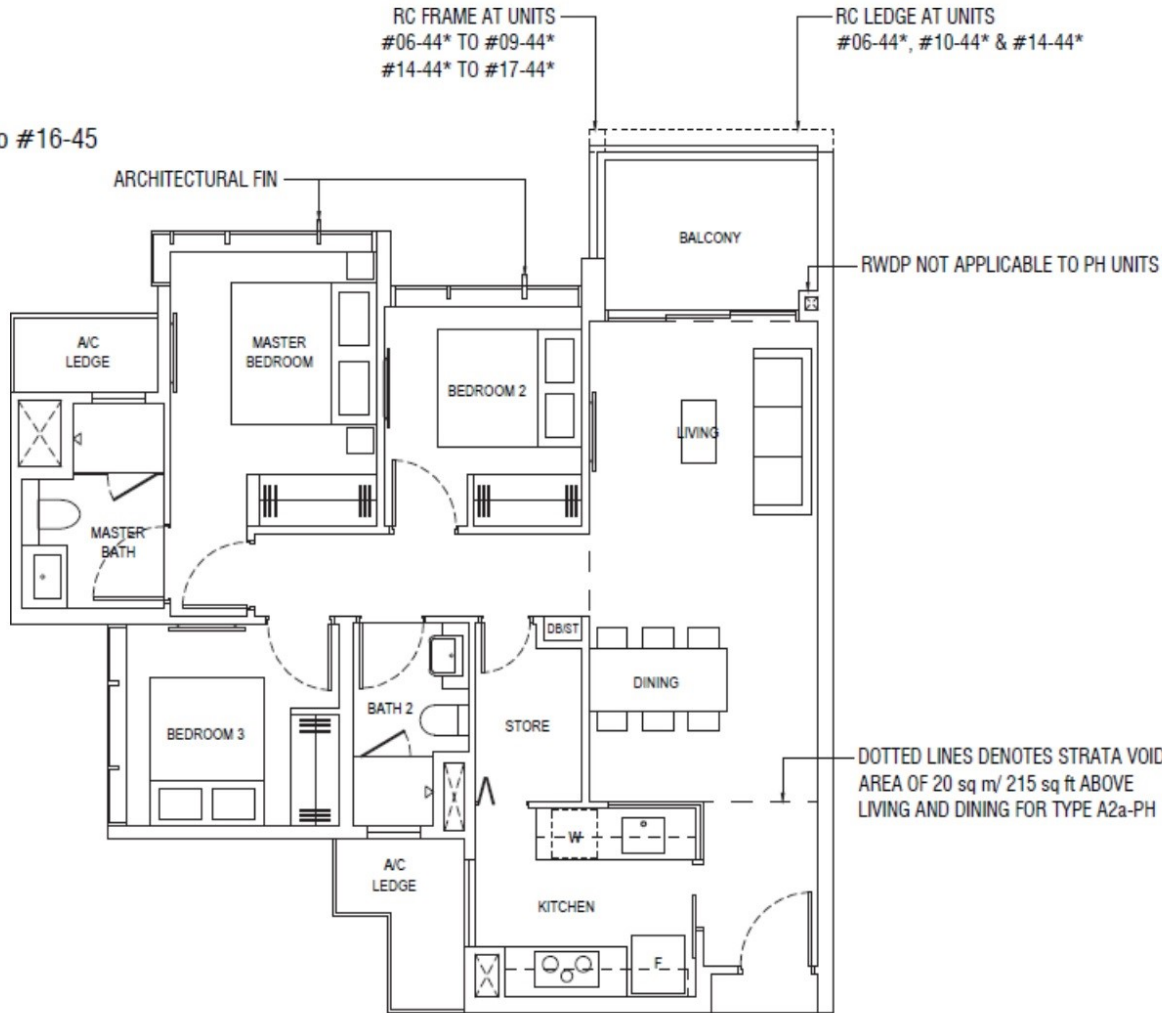 RC FRAME AT UNITS
#06-44* TO #09-44*
#14-44* TO #17-44*
RC LEDGE AT UNITS
#06-44*, #10-44* & #14-44*
o #16-45
ARCHITECTURAL FIN
BALCONY
RWDP NOT APPLICABLE TO PH UNITS
A/C
LEDGE
MASTER
BEDROOM
BEDROOM 2
LIVING
MASTER
BATH
DB/ST
DINING
BATH 2
STORE
BEDROOM 3
DOTTED LINES DENOTES STRATA VOID
AREA OF 20 sq m/ 215 sq ft ABOVE
LIVING AND DINING FOR TYPE A2a-PH
W
A/C
LEDGE
KITCHEN
F